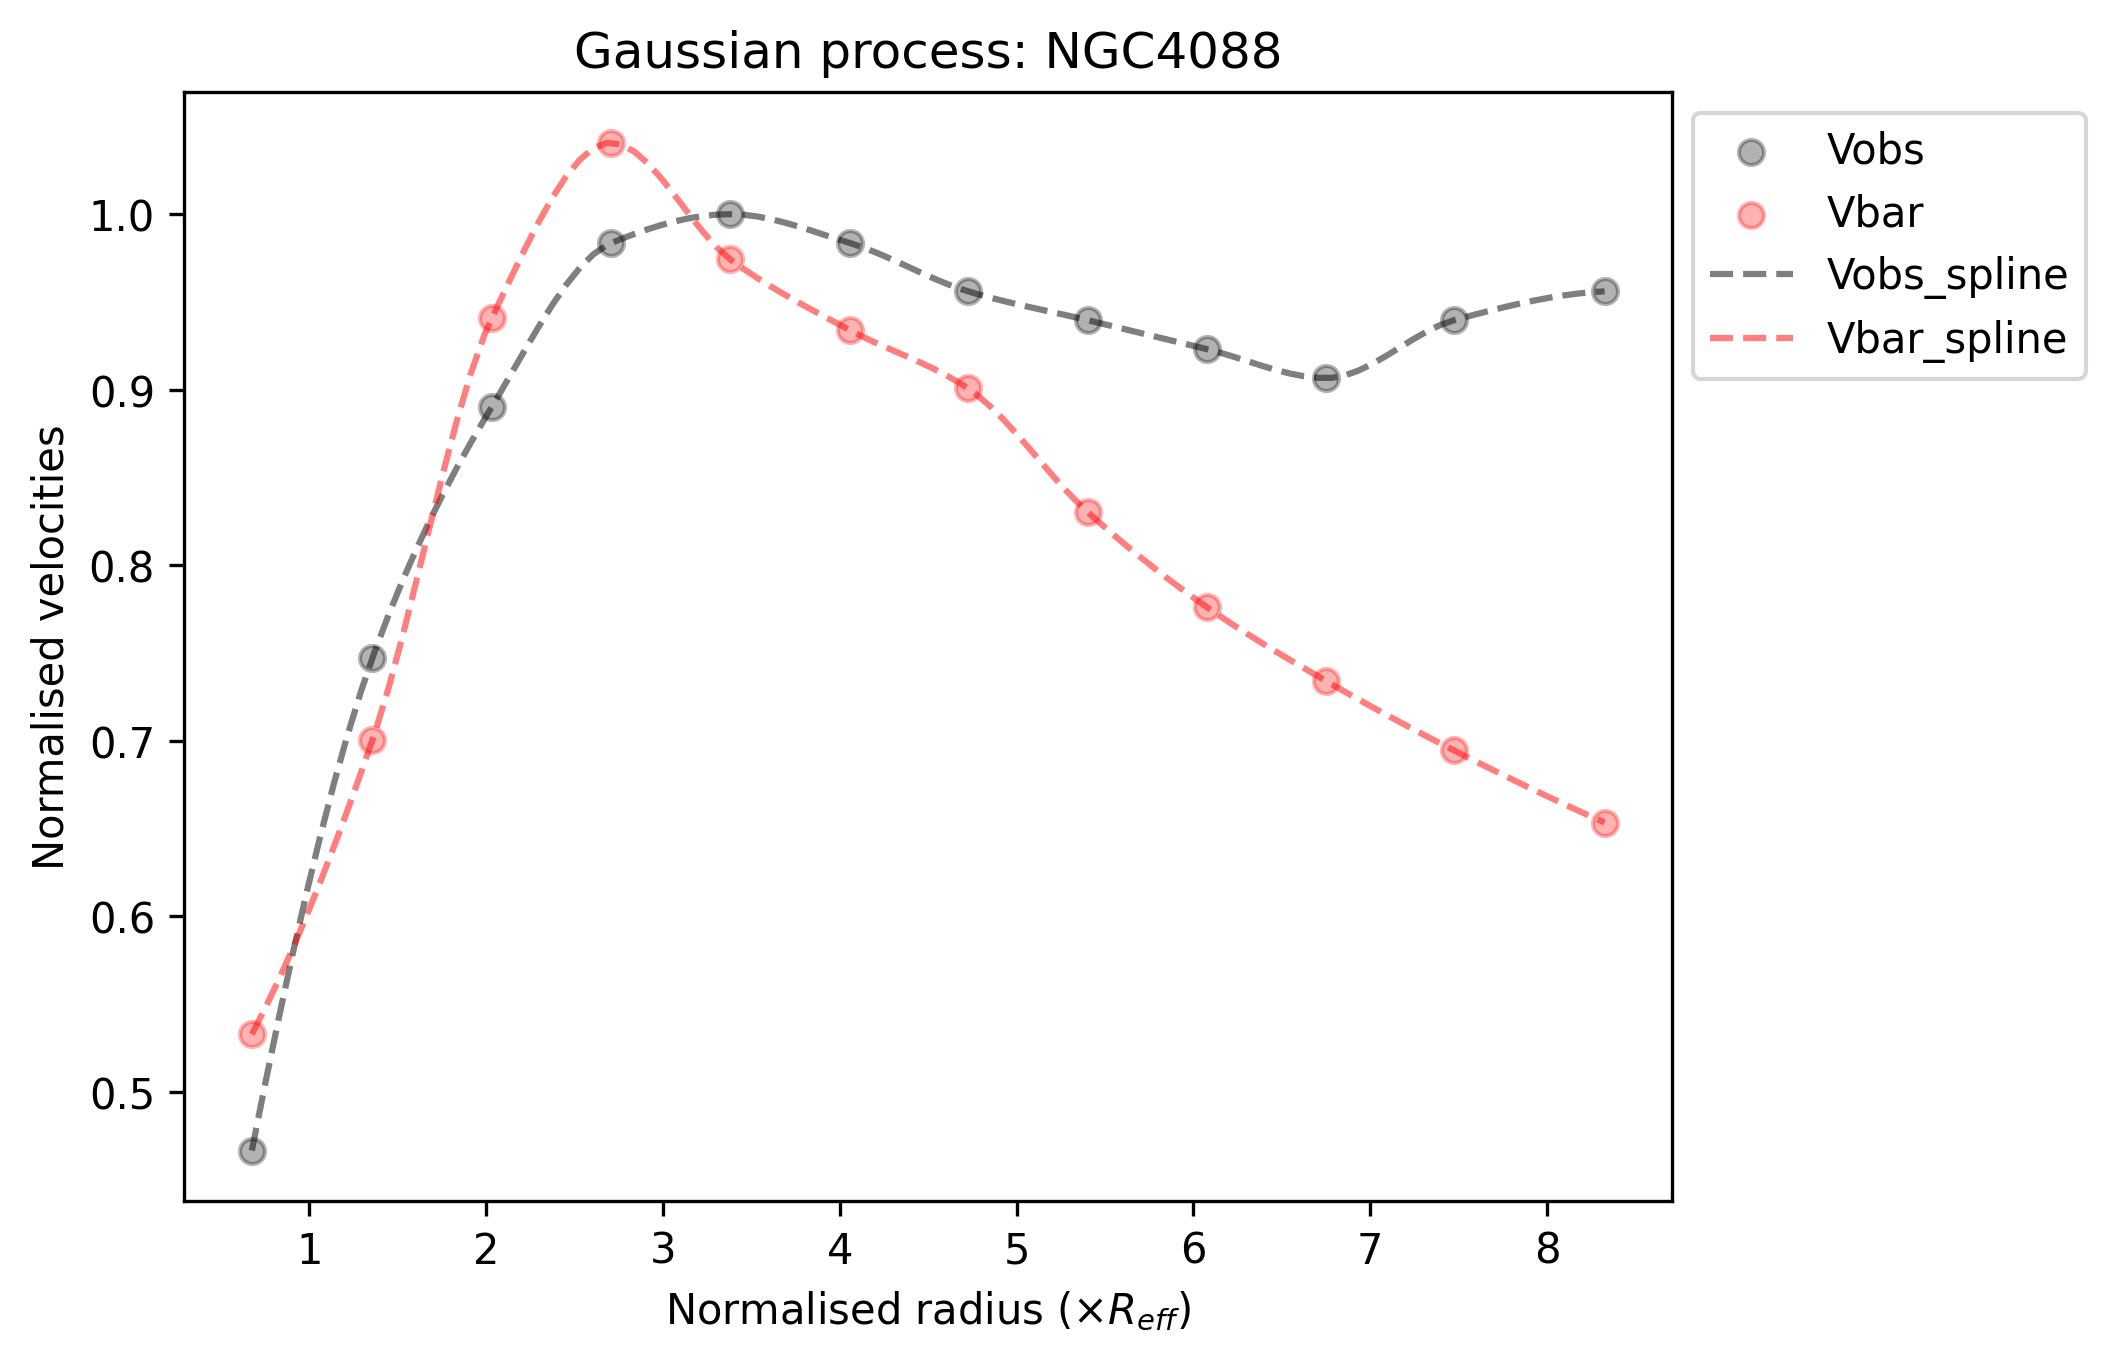 Gaussian process: NGC4088
Vobs
Vbar
Vobs_spline
Vbar_spline
Normalised velocities
1.0
0.9
0.8
0.7
0.6
0.5
1 2 3 4 5 6 7 8
Normalised radius (×R_eff)